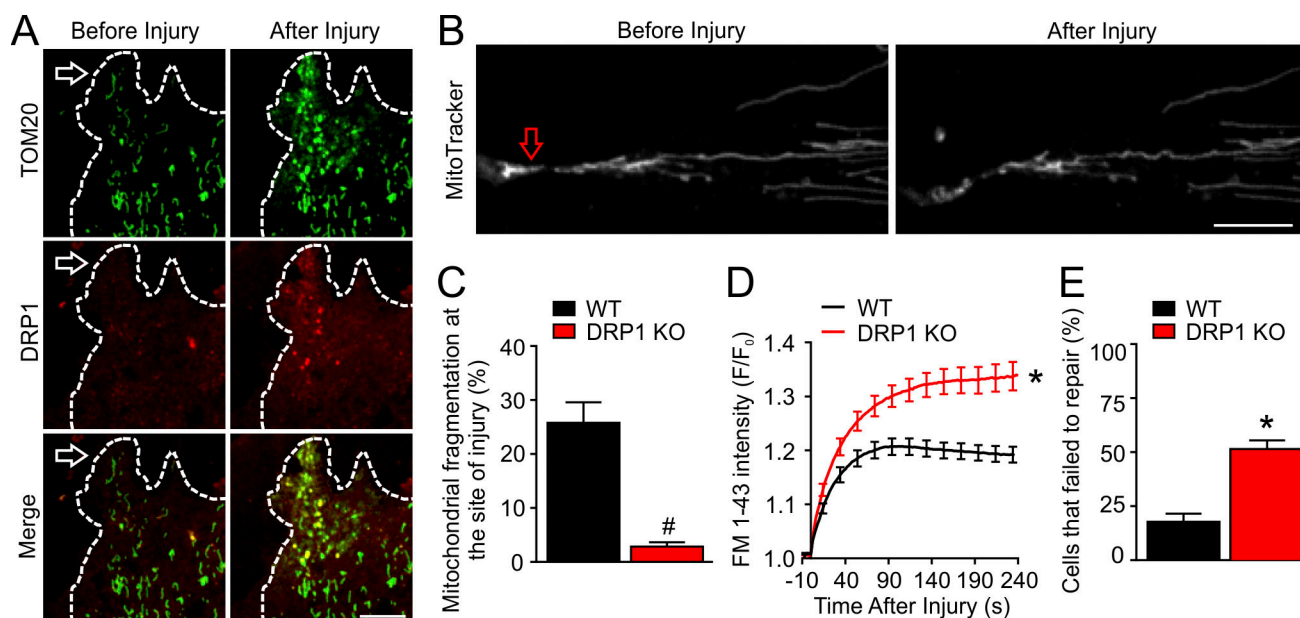 A
Before Injury
After Injury
TOM20
DRP1
Merge
B
Before Injury
After Injury
MitoTracker
C
WT
DRP1 KO
Mitochondrial fragmentation at
the site of injury (%)
40
30
20
10
0
#
D
WT
DRP1 KO
FM 1-43 intensity (F/F₀)
1.4
1.3
1.2
1.1
1.0
*
-10 40 90 140 190 240
Time After Injury (s)
E
WT
DRP1 KO
Cells that failed to repair (%)
100
75
50
25
0
*